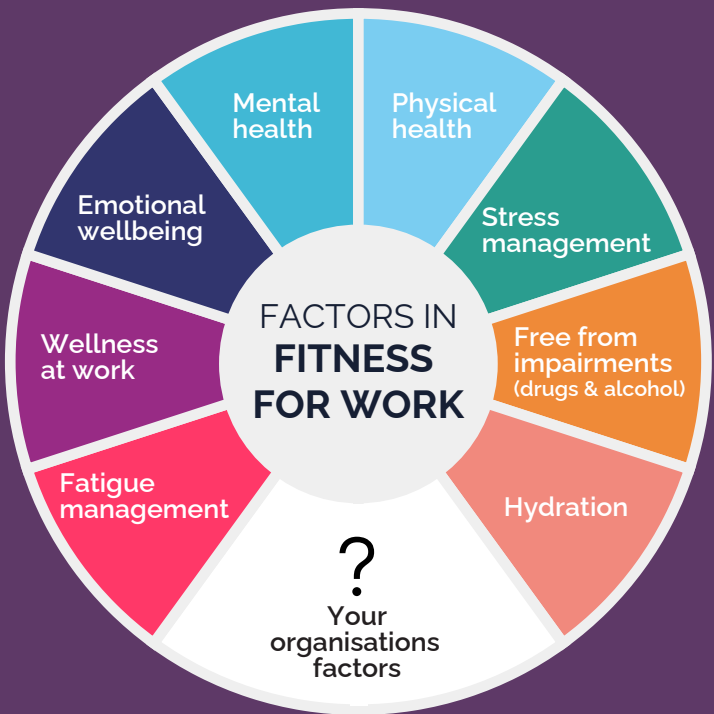 FACTORS IN
FITNESS
FOR WORK
Mental
health
Physical
health
Stress
management
Free from
impairments
(drugs & alcohol)
Hydration
?
Your
organisations
factors
Fatigue
management
Wellness
at work
Emotional
wellbeing